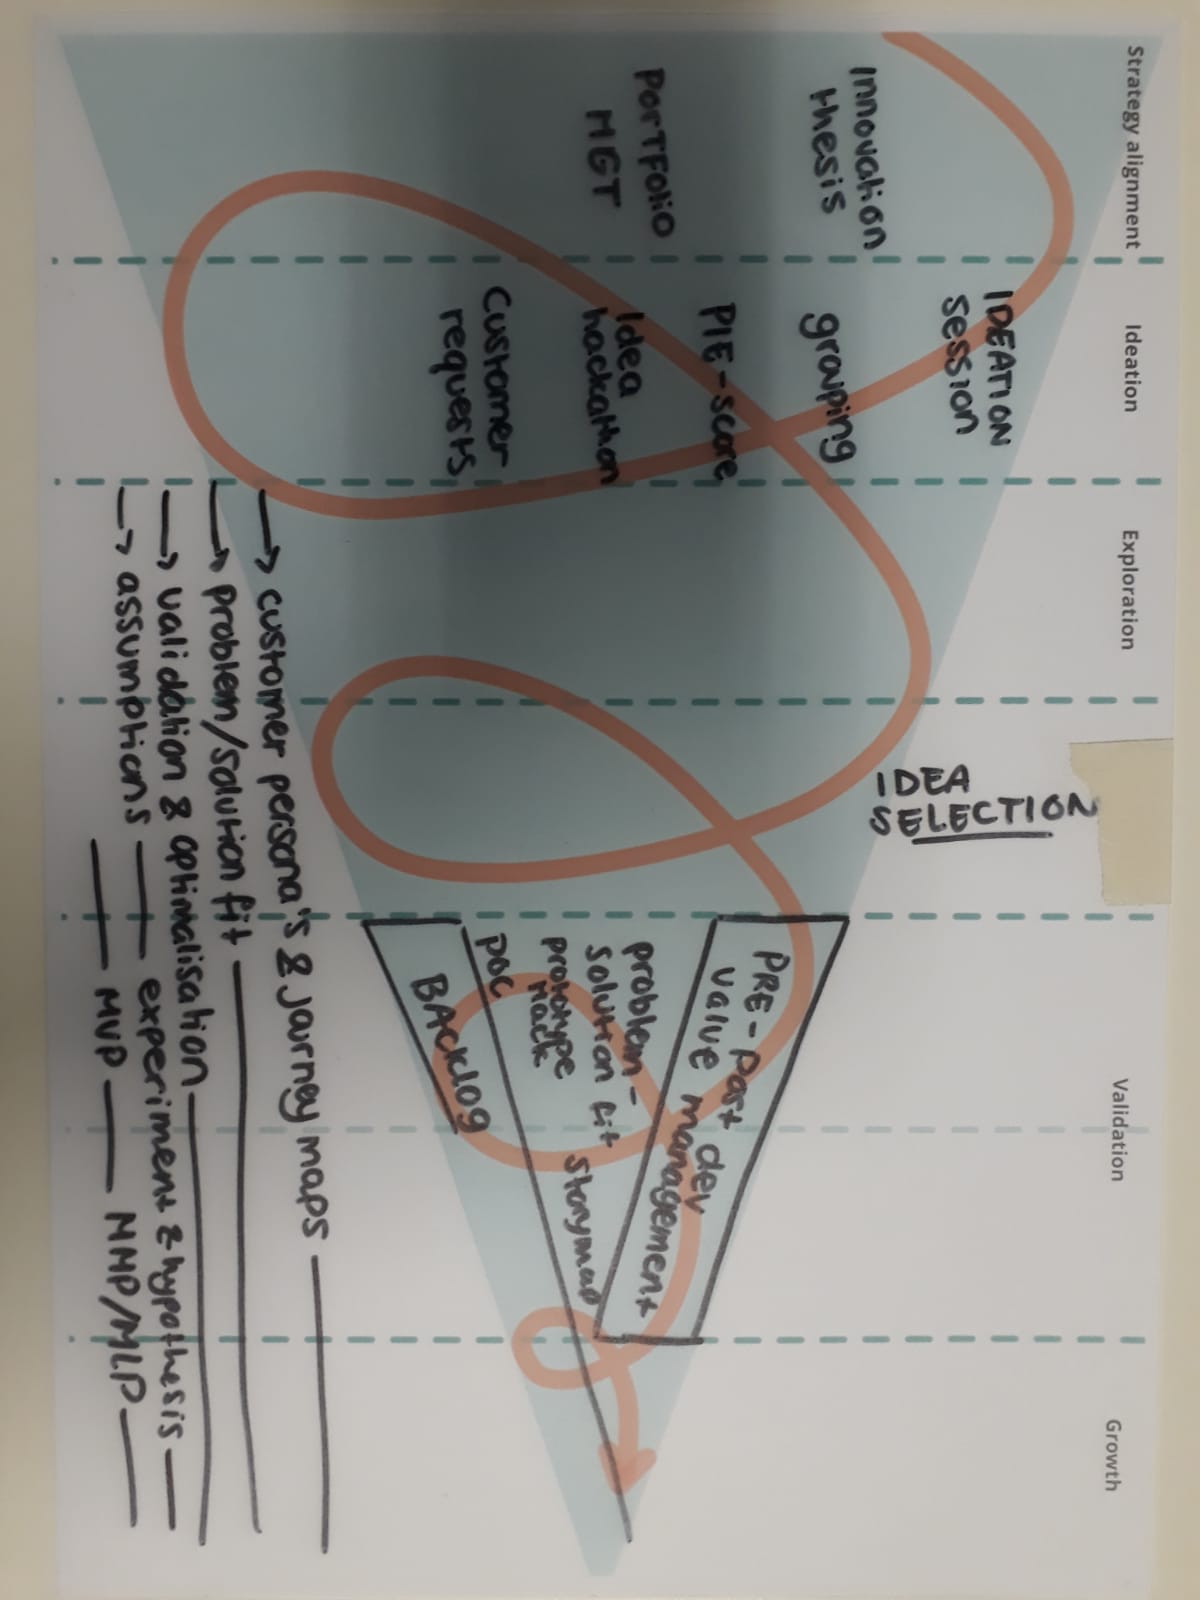 Strategy alignment
Ideation
Exploration
Validation
Growth
IDEA
SELECTION
IDEATION
session
Innovation
thesis
grouping
PORTFOLIO
MGT
PIE-score
Idea
hackathon
Customer
requests
PRE-Past dev
value management
problem-
solution fit
prototype
Hack
storymap
POC
BACKLOG
→ customer persona's & journey maps
→ problem/solution fit
→ validation & optimalisation
→ assumptions — experiment & hypothesis
— MVP — MMP/MLP